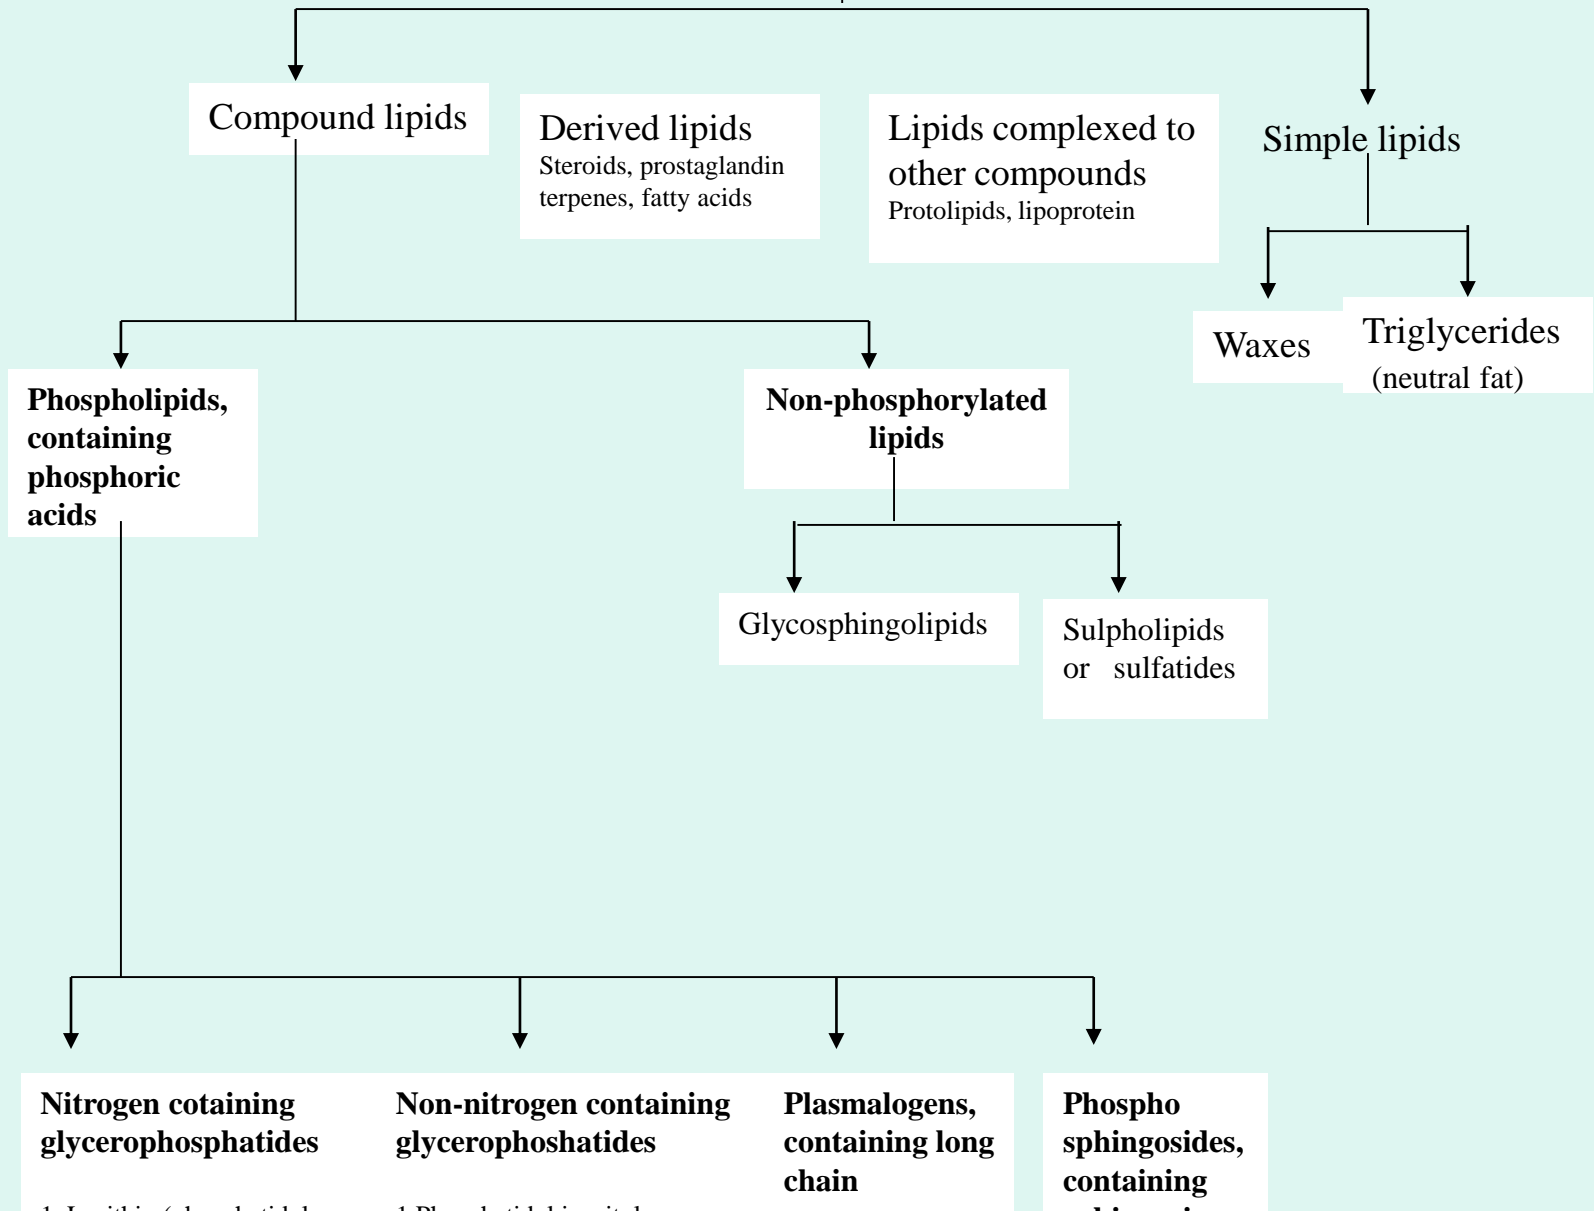 Compound lipids
Derived lipids
Steroids, prostaglandin
terpenes, fatty acids
Lipids complexed to
other compounds
Protolipids, lipoprotein
Simple lipids
Waxes
Triglycerides
(neutral fat)
Phospholipids,
containing
phosphoric
acids
Non-phosphorylated
lipids
Glycosphingolipids
Sulpholipids
or sulfatides
Nitrogen cotaining
glycerophosphatides
Non-nitrogen containing
glycerophoshatides
Plasmalogens,
containing long
chain
Phospho
sphingosides,
containing